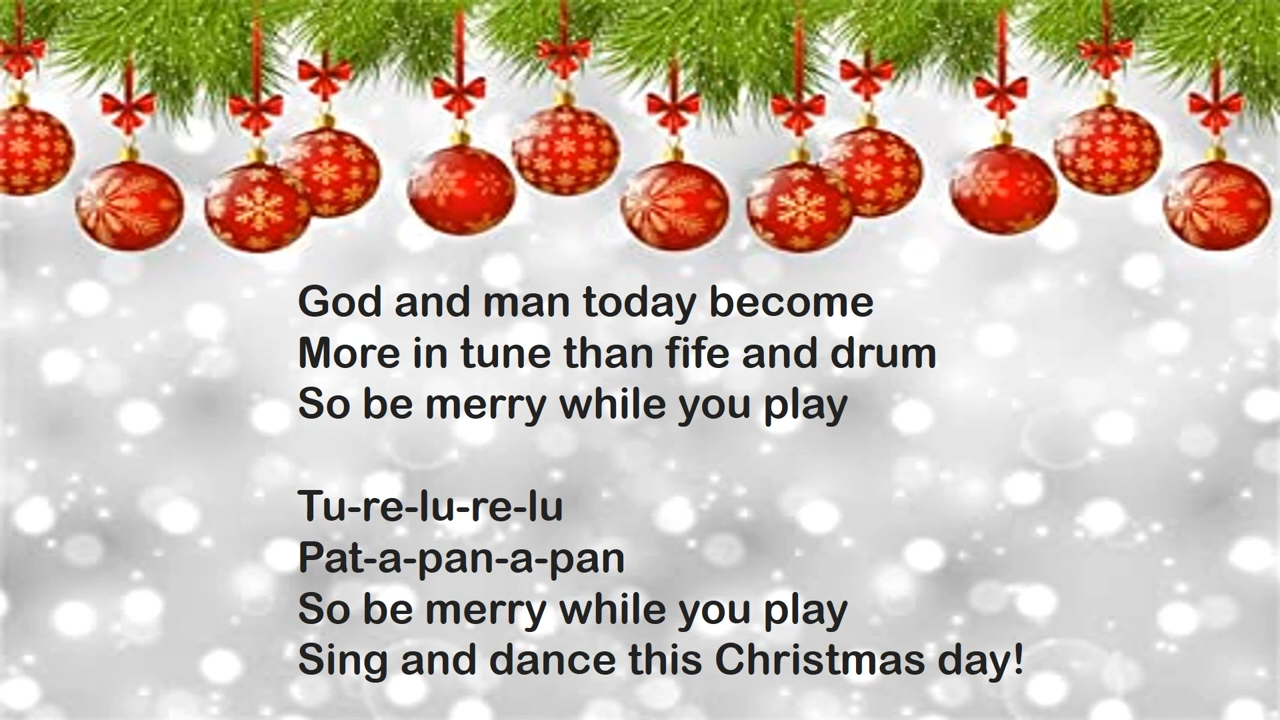 God and man today become
More in tune than fife and drum
So be merry while you play
Tu-re-lu-re-lu
Pat-a-pan-a-pan
So be merry while you play
Sing and dance this Christmas day!